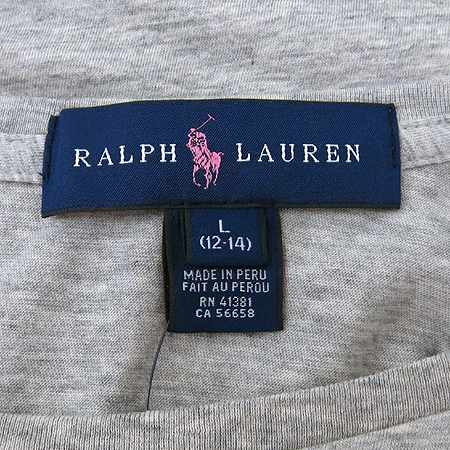 RALPH LAUREN
L
(12-14)
MADE IN PERU
FAIT AU PEROU
RN 41381
CA 56658